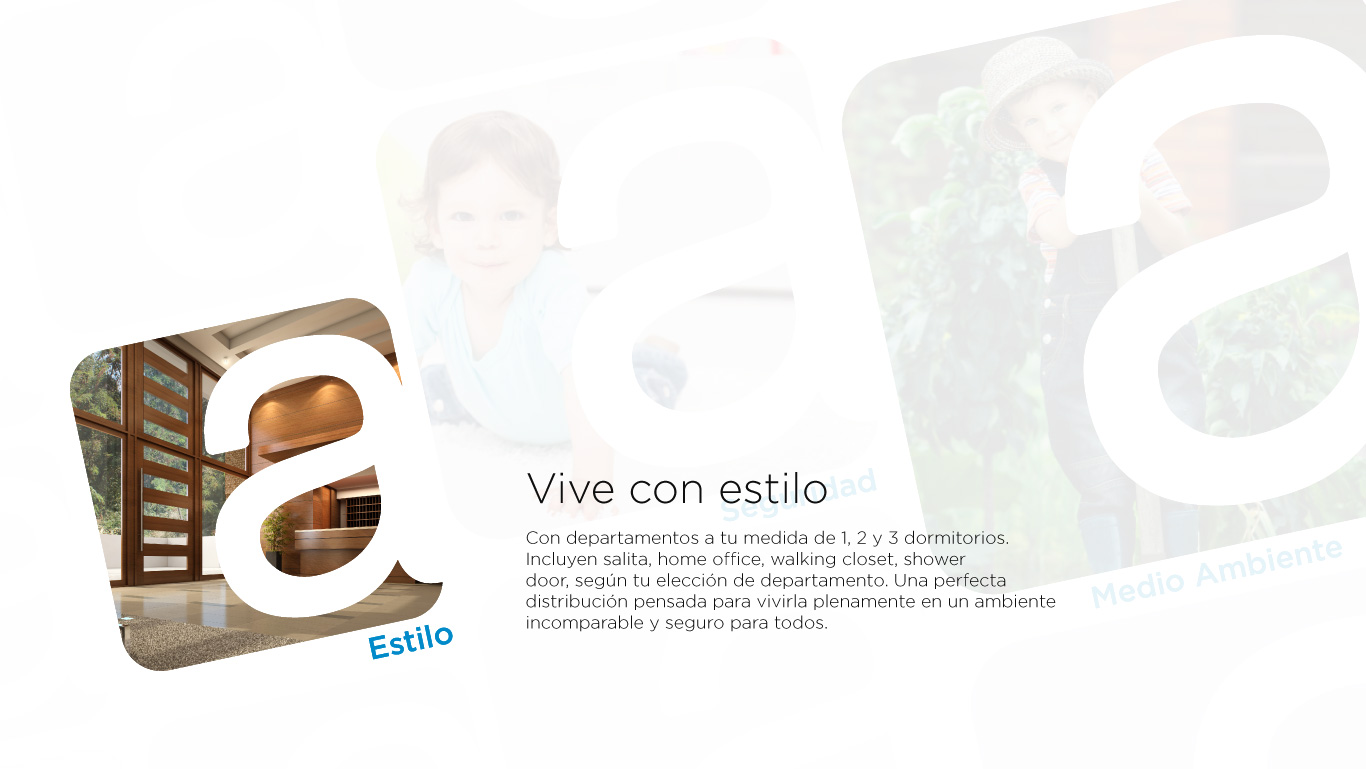 a
a
a
Vive con estilo
Seguridad
Con departamentos a tu medida de 1, 2 y 3 dormitorios.
Incluyen salita, home office, walking closet, shower
door, según tu elección de departamento. Una perfecta
distribución pensada para vivirla plenamente en un ambiente
incomparable y seguro para todos.
Medio Ambiente
Estilo